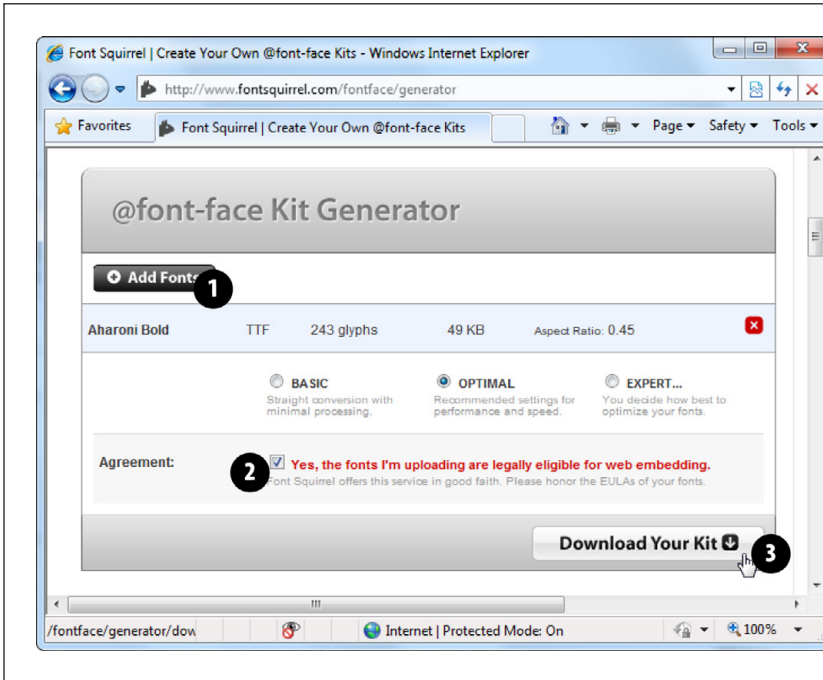 Font Squirrel | Create Your Own @font-face Kits - Windows Internet Explorer
http://www.fontsquirrel.com/fontface/generator
Favorites Font Squirrel | Create Your Own @font-face Kits Page Safety Tools
@font-face Kit Generator
Add Fonts 1
Aharoni Bold TTF 243 glyphs 49 KB Aspect Ratio: 0.45
BASIC OPTIMAL EXPERT...
Straight conversion with Recommended settings for You decide how best to
minimal processing. performance and speed. optimize your fonts.
Agreement: 2 Yes, the fonts I'm uploading are legally eligible for web embedding.
Font Squirrel offers this service in good faith. Please honor the EULAs of your fonts.
Download Your Kit 3
/fontface/generator/dow Internet | Protected Mode: On 100%